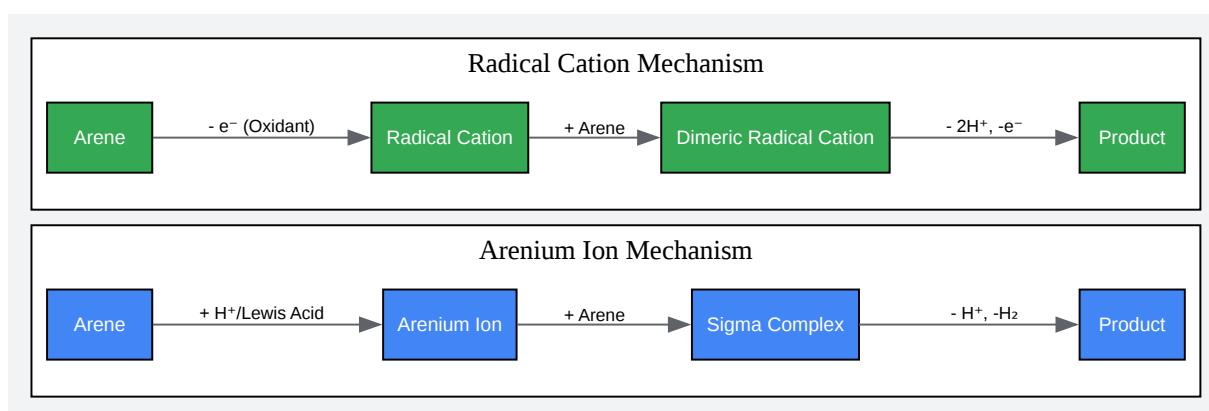 Radical Cation Mechanism
Arene
- e⁻ (Oxidant)
Radical Cation
+ Arene
Dimeric Radical Cation
- 2H⁺, -e⁻
Product
Arenium Ion Mechanism
Arene
+ H⁺/Lewis Acid
Arenium Ion
+ Arene
Sigma Complex
- H⁺, -H₂
Product